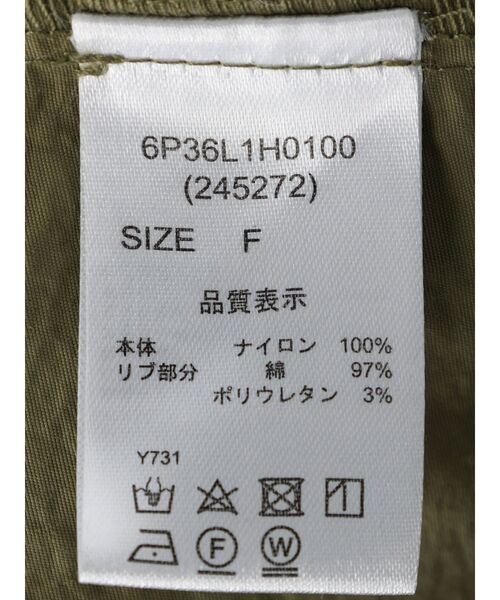 6P36L1H0100
(245272)
SIZE F
品質表示
本体 ナイロン 100%
リブ部分 綿 97%
ポリウレタン 3%
Y731
F W